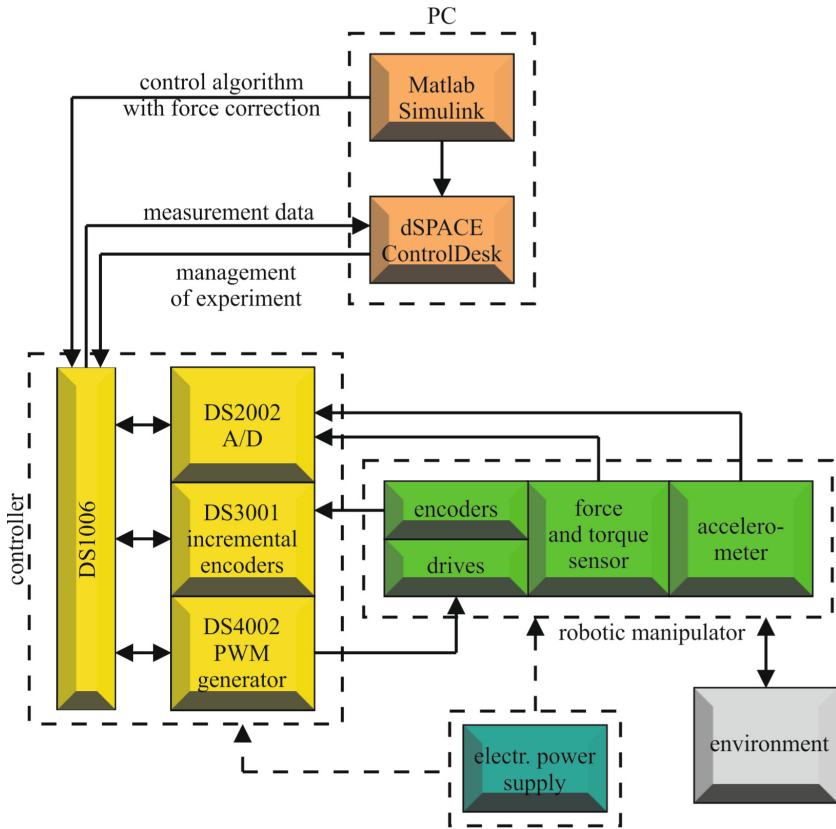 PC
control algorithm
with force correction
Matlab
Simulink
measurement data
dSPACE
ControlDesk
management
of experiment
controller
DS1006
DS2002
A/D
DS3001
incremental
encoders
DS4002
PWM
generator
encoders
drives
force
and torque
sensor
accelero-
meter
robotic manipulator
electr. power
supply
environment